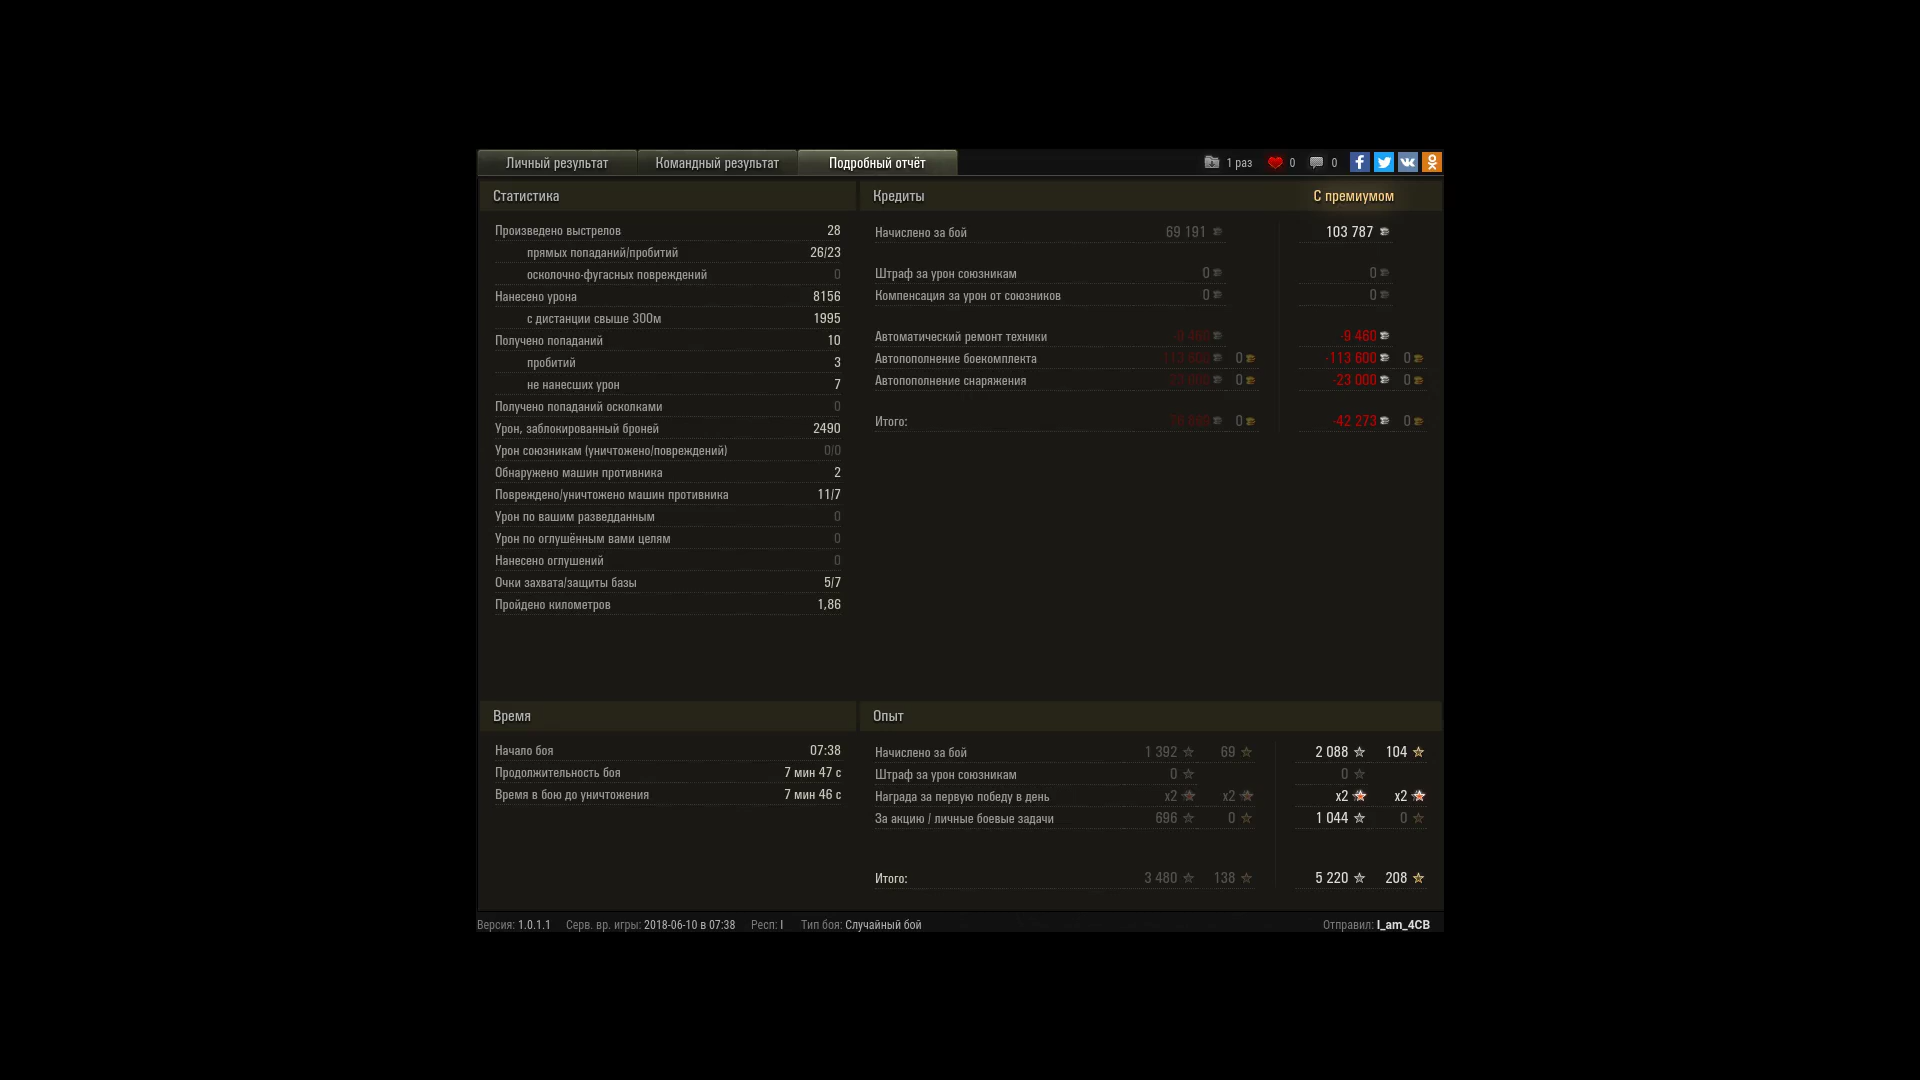 Личный результат Командный результат Подробный отчёт 1 раз 0 0
Статистика
Произведено выстрелов 28
прямых попаданий/пробитий 26/23
осколочно-фугасных повреждений 0
Нанесено урона 8156
с дистанции свыше 300м 1995
Получено попаданий 10
пробитий 3
не нанесших урон 7
Получено попаданий осколками 0
Урон, заблокированный броней 2490
Урон союзникам (уничтожено/повреждений) 0/0
Обнаружено машин противника 2
Повреждено/уничтожено машин противника 11/7
Урон по вашим разведданным 0
Урон по оглушённым вами целям 0
Нанесено оглушений 0
Очки захвата/защиты базы 5/7
Пройдено километров 1,86
Кредиты С премиумом
Начислено за бой 69 191 103 787
Штраф за урон союзникам 0 0
Компенсация за урон от союзников 0 0
Автоматический ремонт техники -9 460 -9 460
Автопополнение боекомплекта -113 600 0 -113 600 0
Автопополнение снаряжения 0 -23 000 0
Итого: 0 -42 273 0
Время
Начало боя 07:38
Продолжительность боя 7 мин 47 с
Время в бою до уничтожения 7 мин 46 с
Опыт
Начислено за бой 1 392 69 2 088 104
Штраф за урон союзникам 0 0
Награда за первую победу в день x2 x2 x2 x2
За акцию / личные боевые задачи 696 0 1 044 0
Итого: 3 480 138 5 220 208
Версия: 1.0.1.1 Серв. вр. игры: 2018-06-10 в 07:38 Респ: I Тип боя: Случайный бой Отправил: I_am_4CB